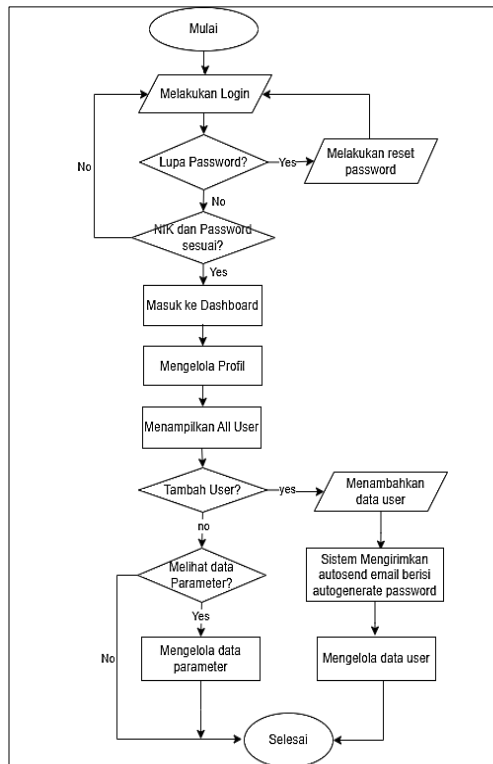 Mulai
Melakukan Login
Lupa Password?
Yes
Melakukan reset
password
No
No
NIK dan Password
sesuai?
Yes
Masuk ke Dashboard
Mengelola Profil
Menampilkan All User
Tambah User?
yes
Menambahkan
data user
no
Melihat data
Parameter?
Sistem Mengirimkan
autosend email berisi
autogenerate password
Yes
No
Mengelola data
parameter
Mengelola data user
Selesai